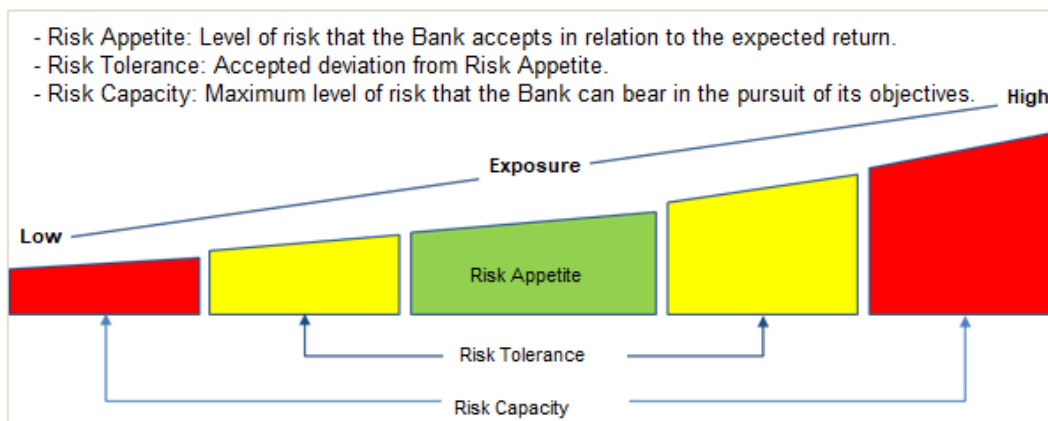 - Risk Appetite: Level of risk that the Bank accepts in relation to the expected return.
- Risk Tolerance: Accepted deviation from Risk Appetite.
- Risk Capacity: Maximum level of risk that the Bank can bear in the pursuit of its objectives.
High
Exposure
Low
Risk Appetite
Risk Tolerance
Risk Capacity